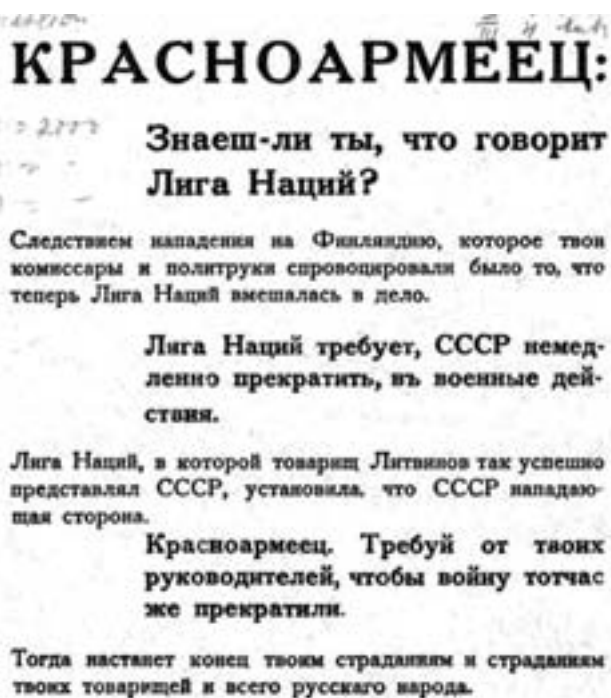 КРАСНОАРМЕЕЦ:
Знаеш-ли ты, что говорит
Лига Наций?
Следствием нападения на Финляндию, которое твои
комиссары и политруки спровоцировали было то, что
теперь Лига Наций вмешалась в дело.
Лига Наций требует, СССР немед-
ленно прекратить, нъ военные дей-
ствия.
Лига Наций, в которой товарищ Литвинов так успешно
представлял СССР, установила, что СССР нападаю-
щая сторона.
Красноармеец. Требуй от твоих
руководителей, чтобы войну тотчас
же прекратили.
Тогда настанет конец твоим страданиям и страданиям
твоих товарищей и всего русскаго народа.